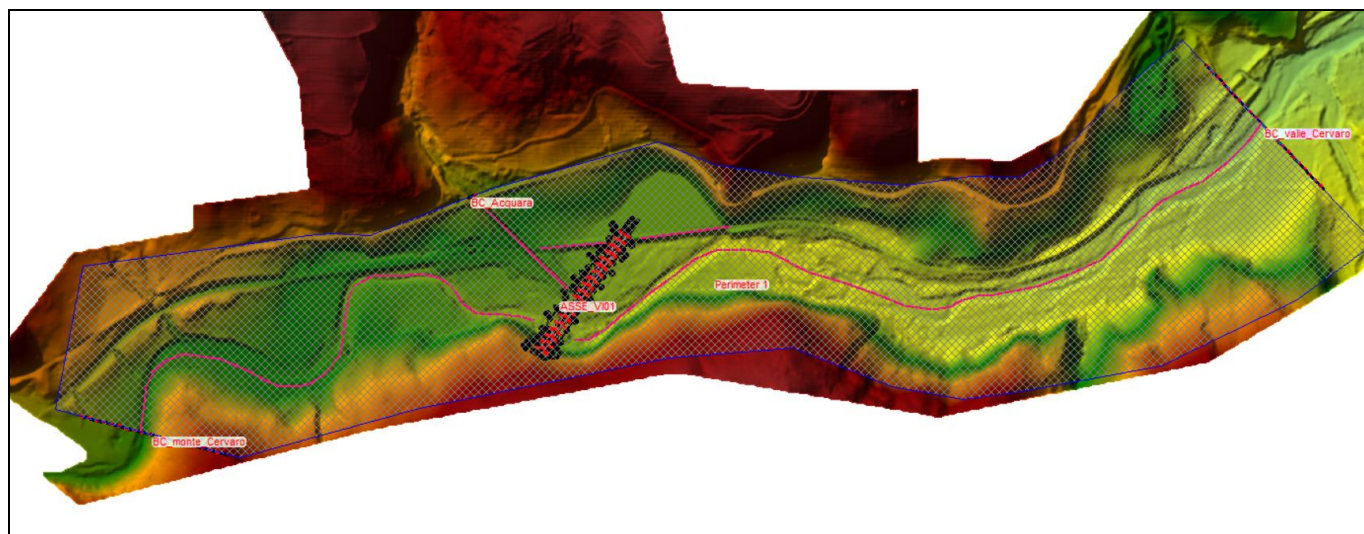 BC_valle_Cervaro
BC_Acquara
Perimeter 1
ASSE_VI01
BC_monte_Cervaro